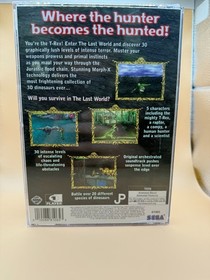 Where the hunter
becomes the hunted!
You're the T-Rex! Enter The Lost World and discover 30
graphically lush levels of intense terror. Master your
weapons prowess and primal instincts
as you maul your way through the
Jurassic food chain. Stunning Morph-X
technology delivers the
most frightening collection of
3D dinosaurs ever...
Will you survive in The Lost World?
5 characters
including the
mighty T-Rex,
a raptor,
a compy, a
human hunter
and a scientist
30 intense levels
of escalating
chaos and
life-threatening
obstacles
Original orchestrated
soundtrack pushes
suspense level over
the edge
Battle over 20 different
species of dinosaurs
JP
SEGA